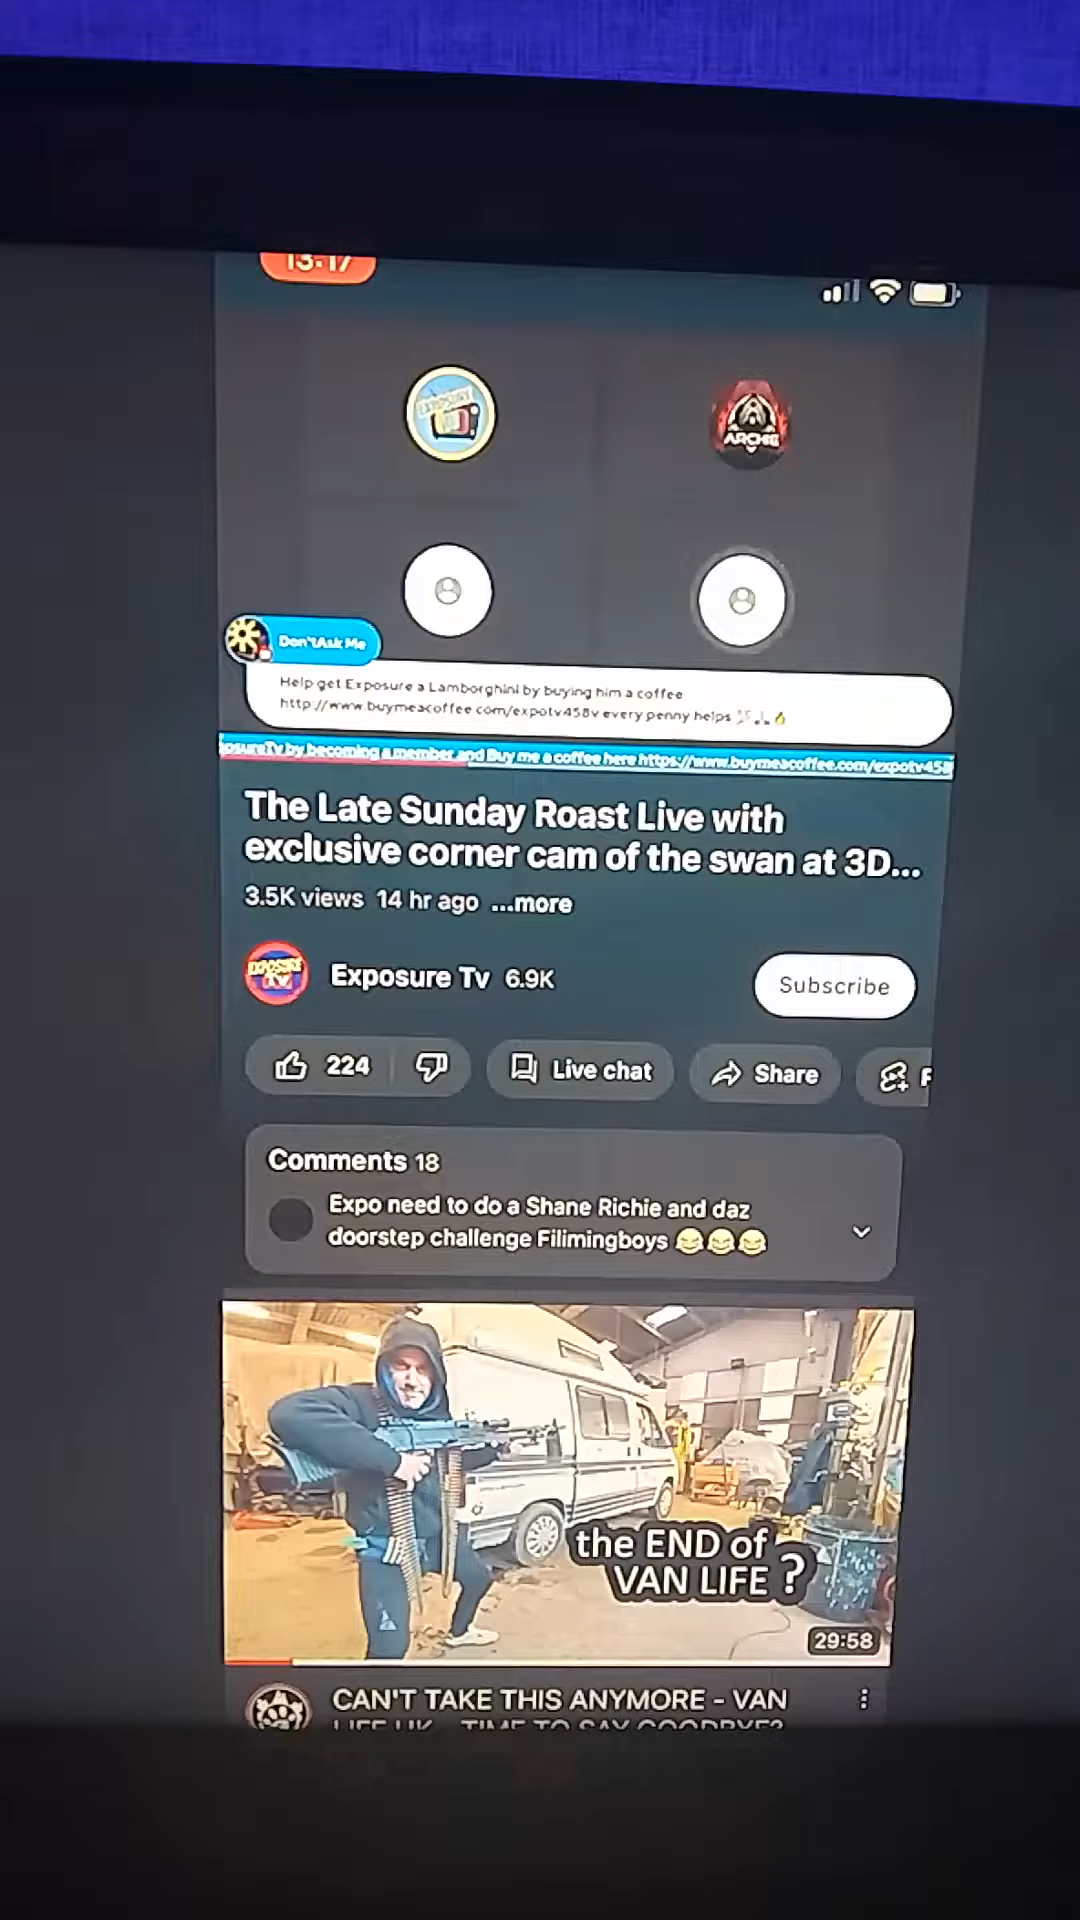 13:17
EXPOSURE
ARCHIE
Don'tAsk Me
Help get Exposure a Lamborghini by buying him a coffee
http://www.buymeacoffee.com/expotv458v every penny helps
posureTv by becoming a member and Buy me a coffee here https://www.buymeacoffee.com/expotv458
The Late Sunday Roast Live with
exclusive corner cam of the swan at 3D...
3.5K views 14 hr ago ...more
EXPOSURE
TV
Exposure Tv 6.9K
Subscribe
224
Live chat
Share
Comments 18
Expo need to do a Shane Richie and daz
doorstep challenge Filimingboys 😂😂😂
the END of
VAN LIFE ?
29:58
CAN'T TAKE THIS ANYMORE - VAN
LIFE UK - TIME TO SAY GOODBYE?